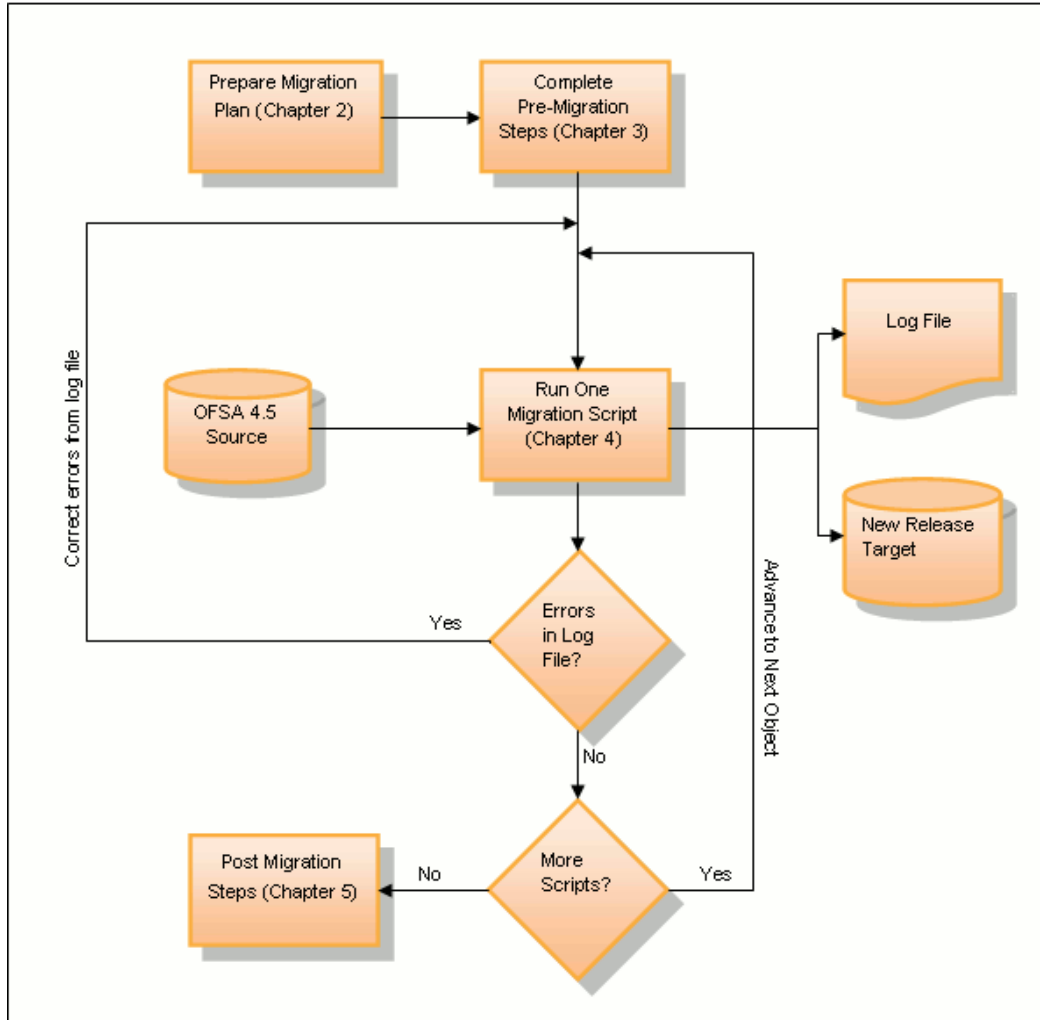 Prepare Migration
Plan (Chapter 2)
Complete
Pre-Migration
Steps (Chapter 3)
Correct errors from log file
OFSA 4.5
Source
Run One
Migration Script
(Chapter 4)
Log File
New Release
Target
Advance to Next Object
Errors
in Log
File?
Yes
No
More
Scripts?
Yes
No
Post Migration
Steps (Chapter 5)